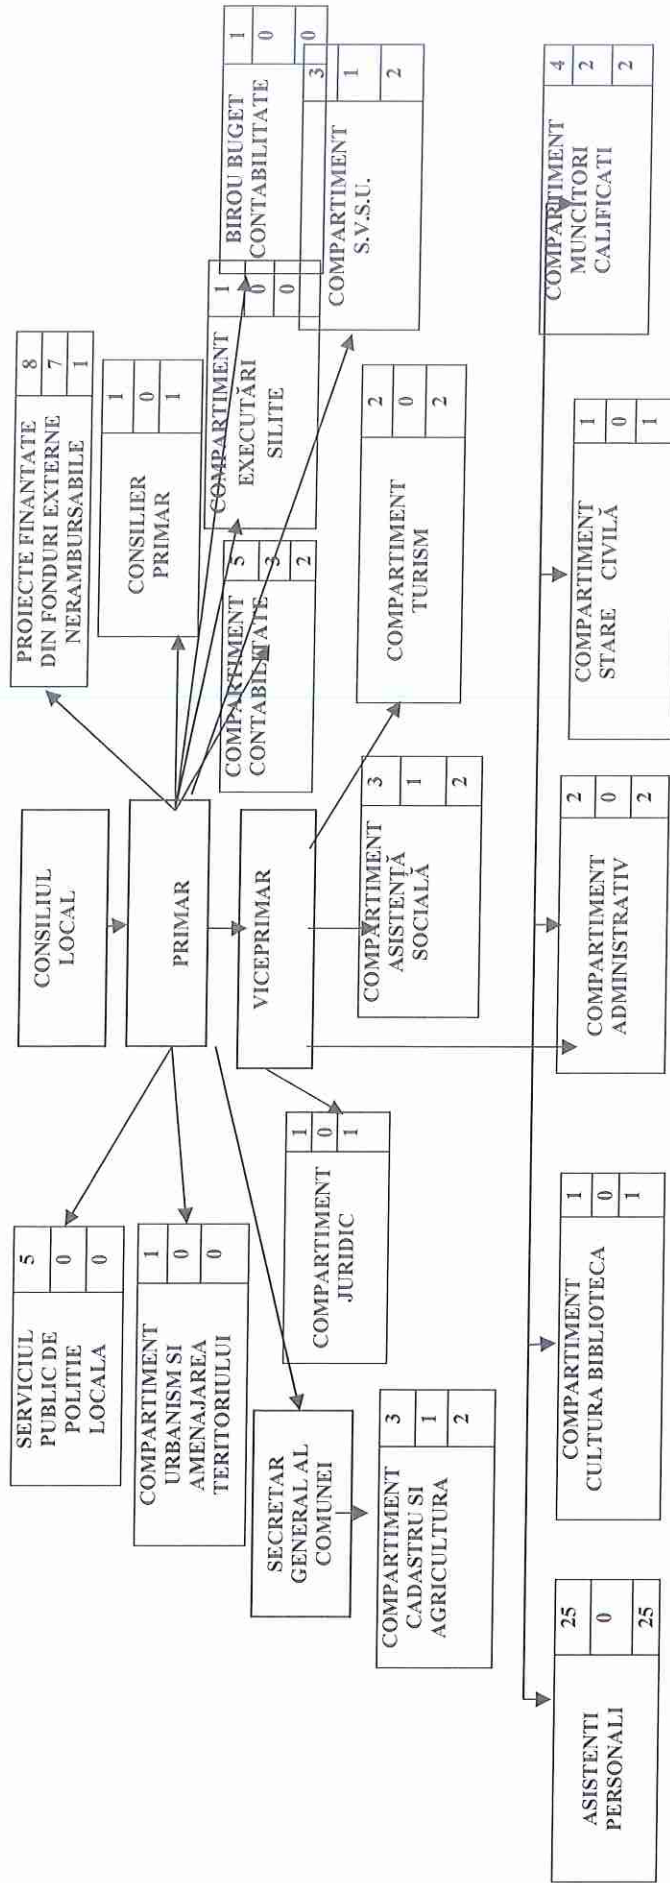 CONSILIUL
LOCAL
PRIMAR
VICEPRIMAR
SERVICIUL
PUBLIC DE
POLITIE
LOCALA
5
0
0
COMPARTIMENT
URBANISM SI
AMENAJAREA
TERITORIULUI
1
0
0
SECRETAR
GENERAL AL
COMUNEI
COMPARTIMENT
CADASTRU SI
AGRICULTURA
3
1
2
COMPARTIMENT
JURIDIC
1
0
1
PROIECTE FINANTATE
DIN FONDURI EXTERNE
NERAMBURSABILE
8
7
1
CONSILIER
PRIMAR
1
0
1
COMPARTIMENT
CONTABILITATE
5
3
2
COMPARTIMENT
EXECUTĂRI
SILITE
1
0
0
BIROU BUGET
CONTABILITATE
1
0
0
COMPARTIMENT
S.V.S.U.
3
1
2
COMPARTIMENT
ASISTENŢĂ
SOCIALĂ
3
1
2
COMPARTIMENT
TURISM
2
0
2
ASISTENTI
PERSONALI
25
0
25
COMPARTIMENT
CULTURA BIBLIOTECA
1
0
1
COMPARTIMENT
ADMINISTRATIV
2
0
2
COMPARTIMENT
STARE CIVILĂ
1
0
1
COMPARTIMENT
MUNCITORI
CALIFICATI
4
2
2